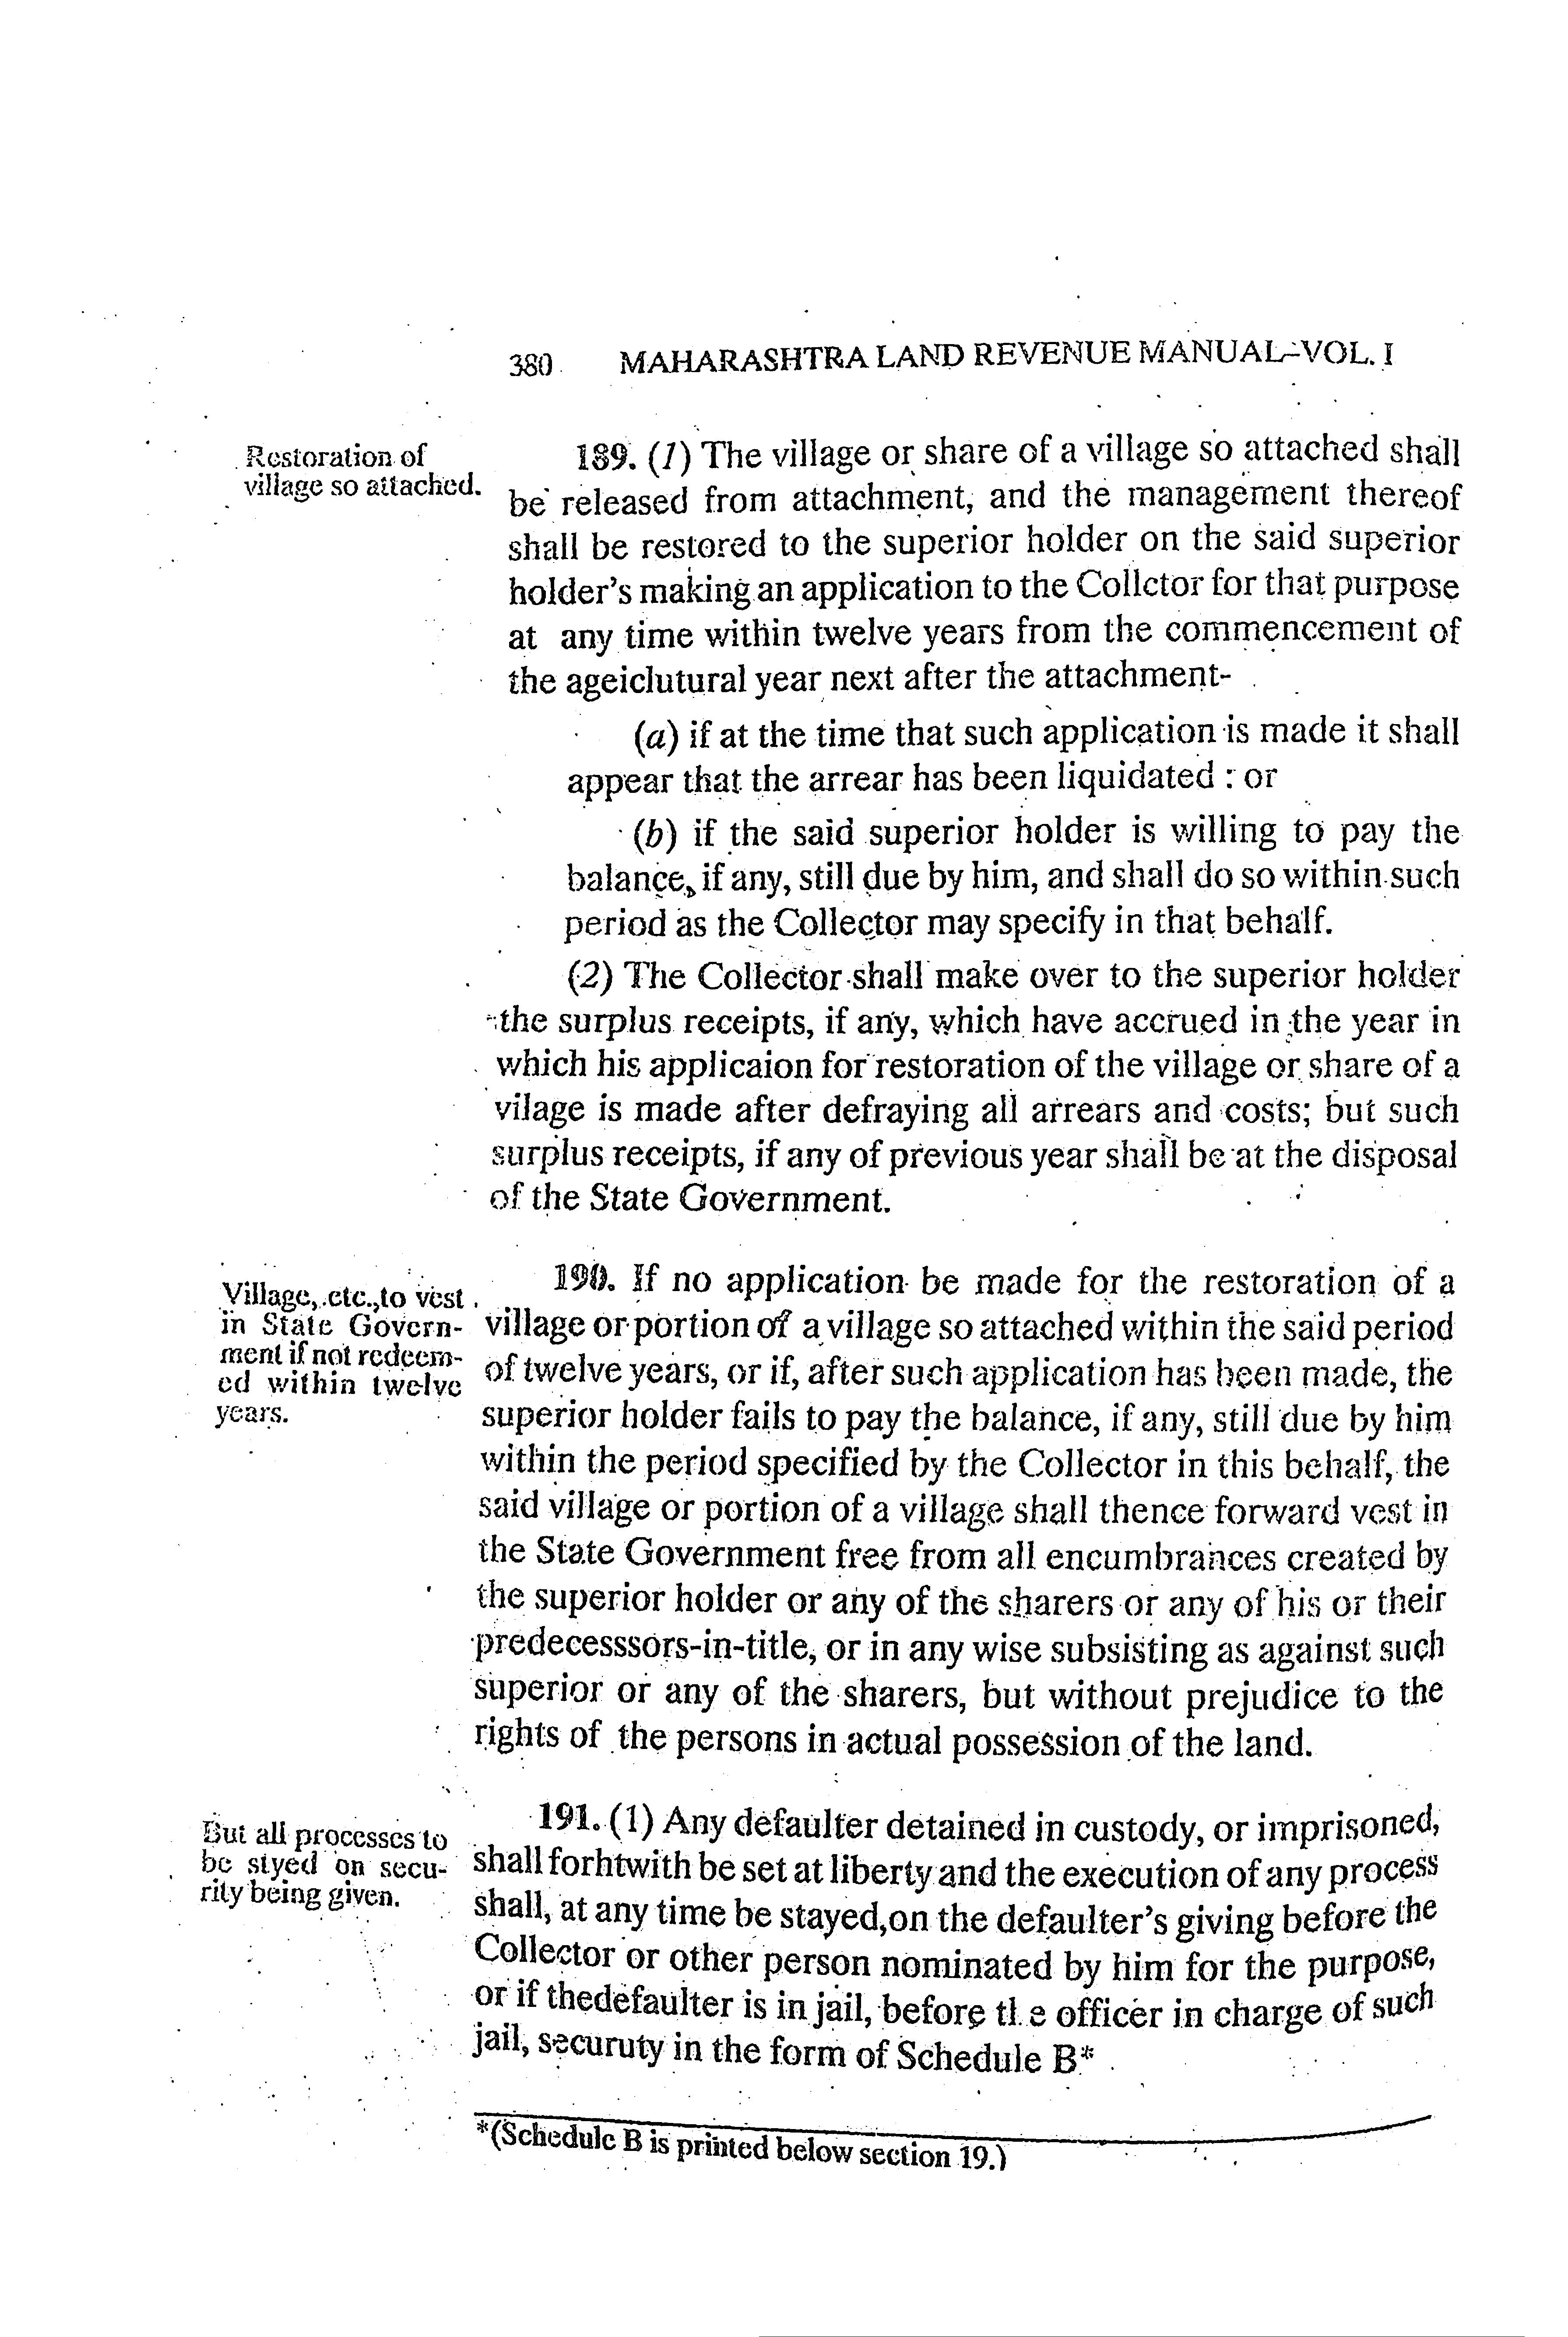 380 MAHARASHTRA LAND REVENUE MANUAL–VOL. I
Restoration of
village so attached.
189. (1) The village or share of a village so attached shall
be released from attachment, and the management thereof
shall be restored to the superior holder on the said superior
holder's making an application to the Collctor for that purpose
at any time within twelve years from the commencement of
the ageiclutural year next after the attachment-
(a) if at the time that such application is made it shall
appear that the arrear has been liquidated : or
(b) if the said superior holder is willing to pay the
balance, if any, still due by him, and shall do so within such
period as the Collector may specify in that behalf.
(2) The Collector shall make over to the superior holder
the surplus receipts, if any, which have accrued in the year in
which his applicaion for restoration of the village or share of a
vilage is made after defraying all arrears and costs; but such
surplus receipts, if any of previous year shall be at the disposal
of the State Government.
Village, etc., to vest
in State Govern-
ment if not redeem-
ed within twelve
years.
190. If no application be made for the restoration of a
village or portion of a village so attached within the said period
of twelve years, or if, after such application has been made, the
superior holder fails to pay the balance, if any, still due by him
within the period specified by the Collector in this behalf, the
said village or portion of a village shall thence forward vest in
the State Government free from all encumbrances created by
the superior holder or any of the sharers or any of his or their
predecesssors-in-title, or in any wise subsisting as against such
superior or any of the sharers, but without prejudice to the
rights of the persons in actual possession of the land.
But all processes to
be styed on secu-
rity being given.
191. (1) Any defaulter detained in custody, or imprisoned,
shall forhtwith be set at liberty and the execution of any process
shall, at any time be stayed,on the defaulter's giving before the
Collector or other person nominated by him for the purpose,
or if thedefaulter is in jail, before the officer in charge of such
jail, securuty in the form of Schedule B*
*(Schedule B is printed below section 19.)